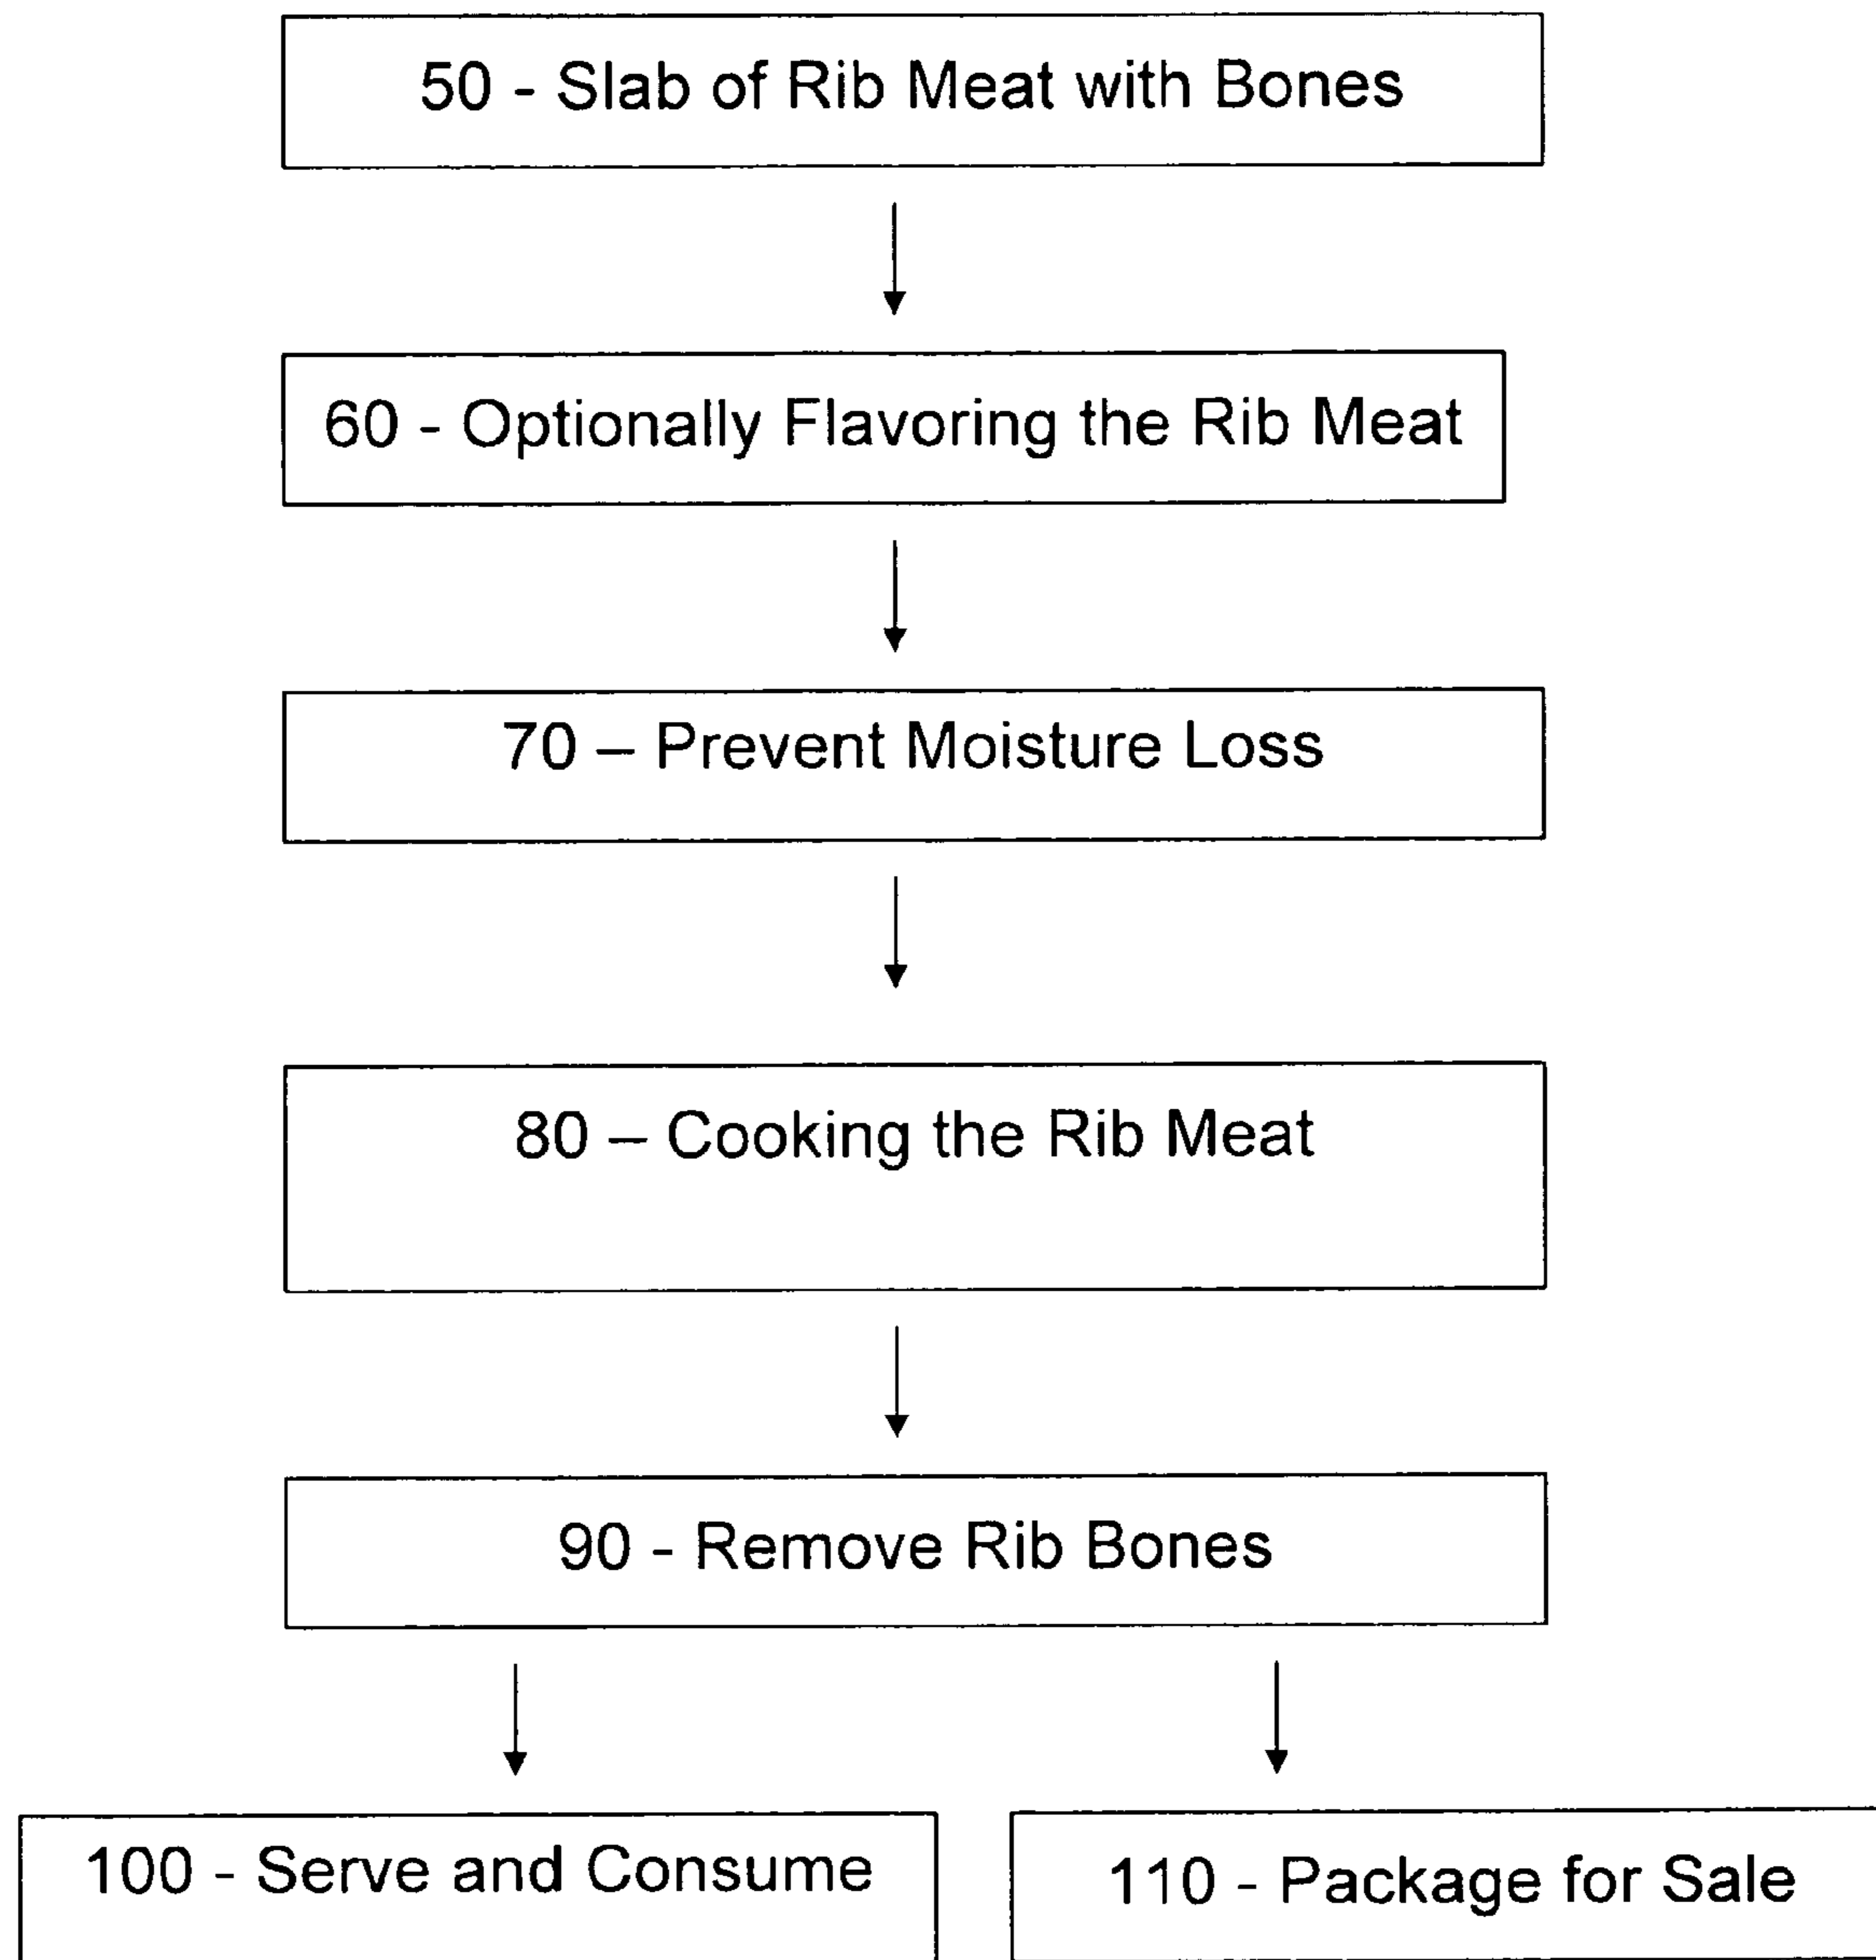 50 - Slab of Rib Meat with Bones
60 - Optionally Flavoring the Rib Meat
70 – Prevent Moisture Loss
80 – Cooking the Rib Meat
90 - Remove Rib Bones
100 - Serve and Consume
110 - Package for Sale